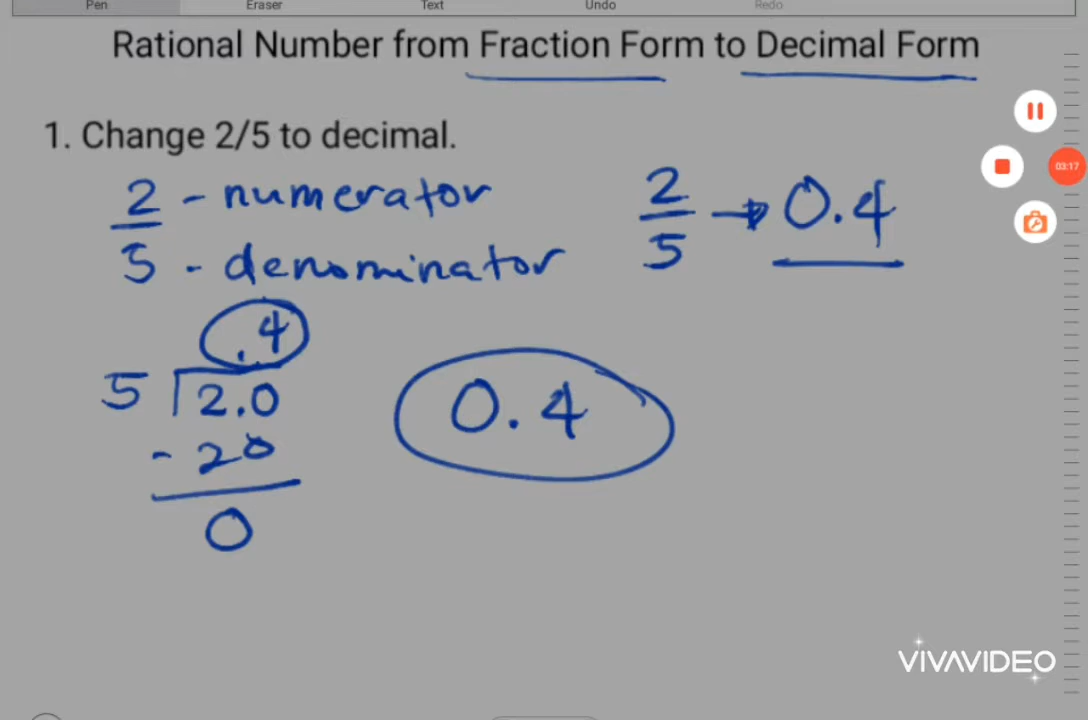 Pen Eraser Text Undo Redo
Rational Number from Fraction Form to Decimal Form
03:17
1. Change 2/5 to decimal.
2 - numerator
5 - denominator
2/5 → 0.4
.4
5 2.0
- 20
0
0.4
VIVAVIDEO